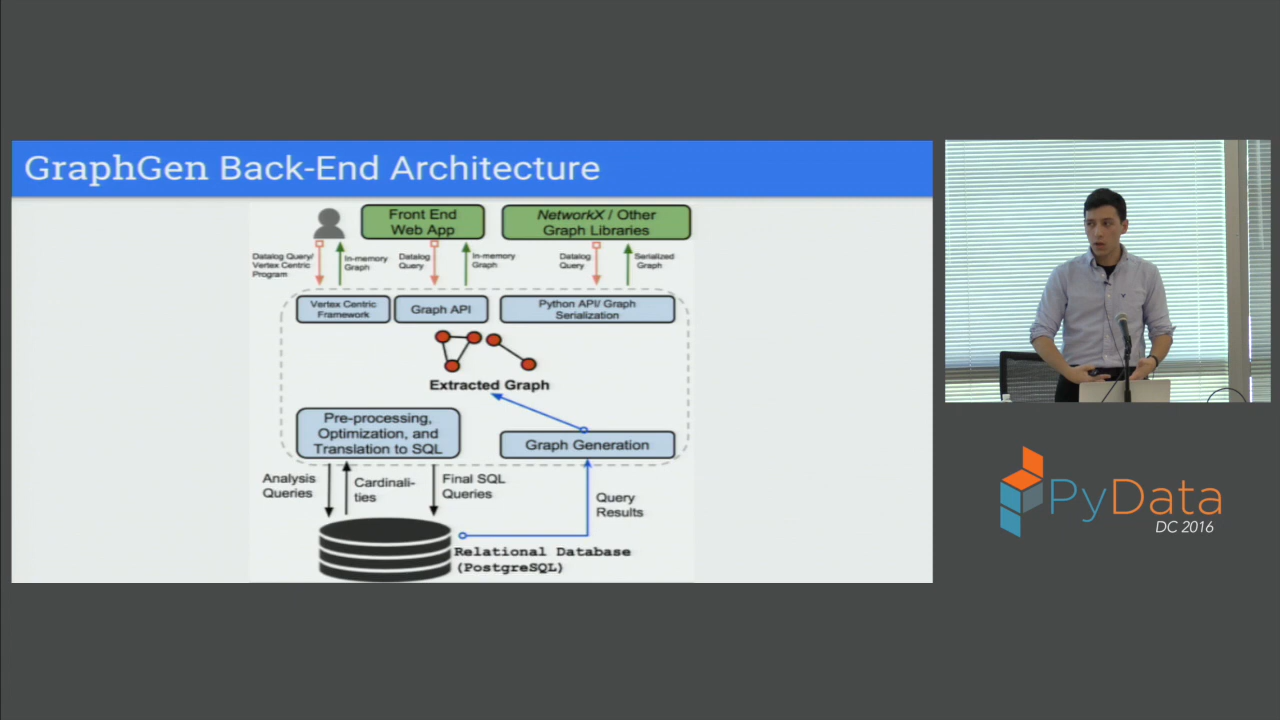 GraphGen Back-End Architecture
Front End
Web App
NetworkX / Other
Graph Libraries
Datalog Query/
Vertex Centric
Program
In-memory
Graph
Datalog
Query
In-memory
Graph
Datalog
Query
Serialized
Graph
Vertex Centric
Framework
Graph API
Python API/ Graph
Serialization
Extracted Graph
Pre-processing,
Optimization, and
Translation to SQL
Graph Generation
Analysis
Queries
Cardinali-
ties
Final SQL
Queries
Query
Results
Relational Database
(PostgreSQL)
PyData
DC 2016